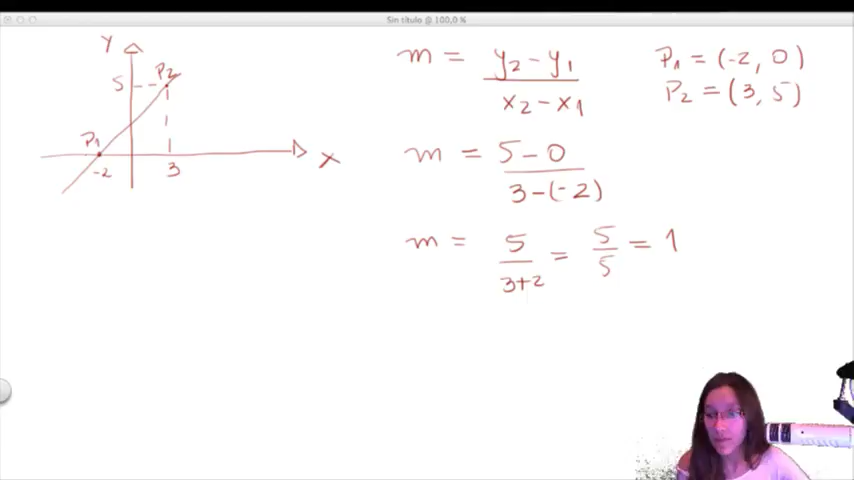 Sin título @ 100,0 %
Y
P2
5
P1
-2
3
X
m = y2 - y1 / x2 - x1
P1 = (-2, 0)
P2 = (3, 5)
m = 5 - 0 / 3 - (-2)
m = 5 / 3+2 = 5 / 5 = 1